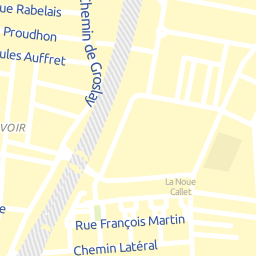 ue Rabelais
Proudhon
ules Auffret
Chemin de Groslay
VOIR
La Noue
Callet
e
Rue François Martin
Chemin Latéral